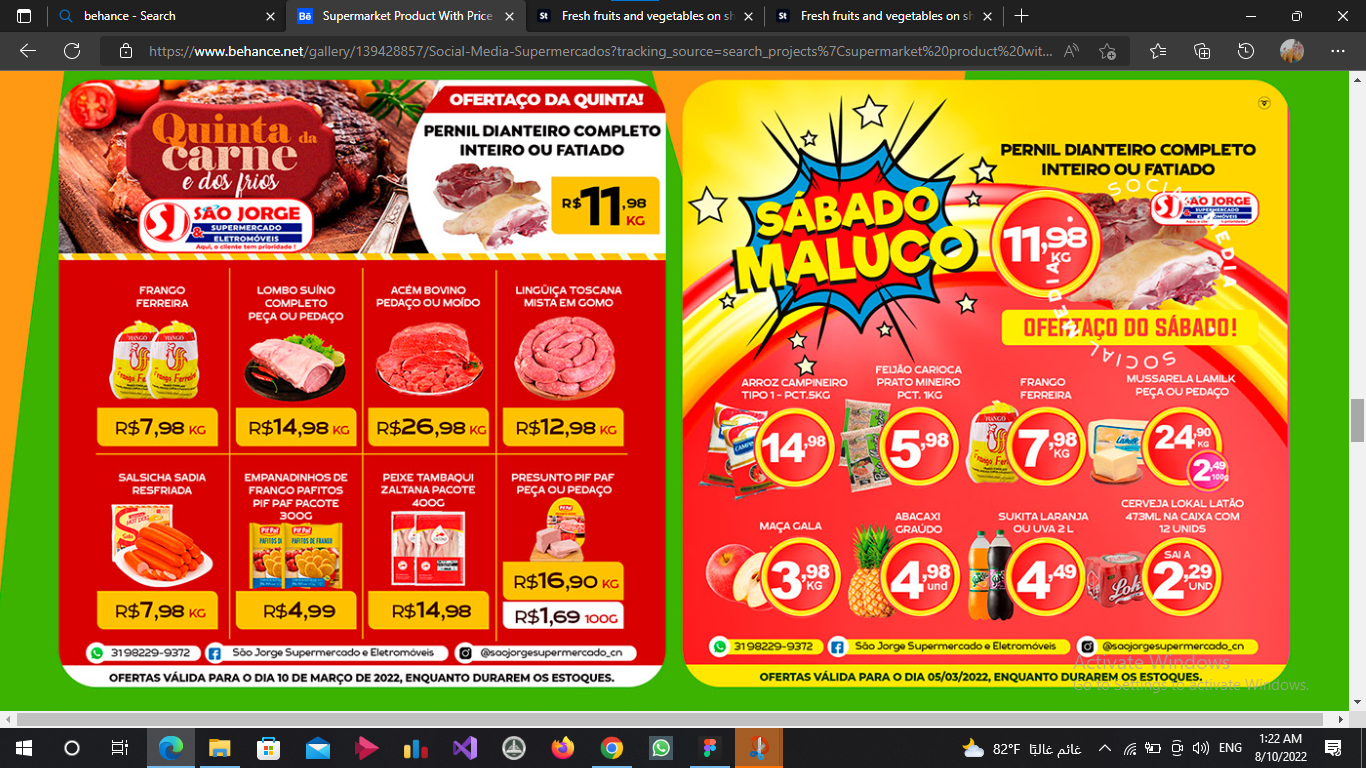 behance - Search
Supermarket Product With Price
Fresh fruits and vegetables on sh
Fresh fruits and vegetables on sh
https://www.behance.net/gallery/139428857/Social-Media-Supermercados?tracking_source=search_projects%7Csupermarket%20product%20wit...
Quinta da
carne
e dos frios
SJ
&
SÃO JORGE
SUPERMERCADO
ELETROMÓVEIS
Aqui, o cliente tem prioridade !
OFERTAÇO DA QUINTA!
PERNIL DIANTEIRO COMPLETO
INTEIRO OU FATIADO
R$11,98
KG
FRANGO
FERREIRA
R$7,98 KG
LOMBO SUÍNO
COMPLETO
PEÇA OU PEDAÇO
R$14,98 KG
ACÉM BOVINO
PEDAÇO OU MOÍDO
R$26,98 KG
LINGÜIÇA TOSCANA
MISTA EM GOMO
R$12,98 KG
SALSICHA SADIA
RESFRIADA
R$7,98 KG
EMPANADINHOS DE
FRANGO PAFITOS
PIF PAF PACOTE
300G
Pif Paf
PAFITOS DE FRANGO
R$4,99
PEIXE TAMBAQUI
ZALTANA PACOTE
400G
R$14,98
PRESUNTO PIF PAF
PEÇA OU PEDAÇO
R$16,90 KG
R$1,69 100G
31 98229-9372
São Jorge Supermercado e Eletromóveis
@saojorgesupermercado_cn
OFERTAS VÁLIDA PARA O DIA 10 DE MARÇO DE 2022, ENQUANTO DURAREM OS ESTOQUES.
SÁBADO
MALUCO
PERNIL DIANTEIRO COMPLETO
INTEIRO OU FATIADO
11,98
KG
SÃO JORGE
SUPERMERCADO
ELETROMÓVEIS
SOCIAL MEDIA
SOCIAL MEDIA
OFERTAÇO DO SÁBADO!
ARROZ CAMPINEIRO
TIPO 1 - PCT.5KG
14,98
FEIJÃO CARIOCA
PRATO MINEIRO
PCT. 1KG
5,98
FRANGO
FERREIRA
7,98
KG
MUSSARELA LAMILK
PEÇA OU PEDAÇO
24,90
KG
2,49
100g
MAÇA GALA
3,98
KG
ABACAXI
GRAÚDO
4,98
und
SUKITA LARANJA
OU UVA 2 L
4,49
CERVEJA LOKAL LATÃO
473ML NA CAIXA COM
12 UNIDS
SAI A
2,29
UND
31 98229-9372
São Jorge Supermercado e Eletromóveis
@saojorgesupermercado_cn
OFERTAS VÁLIDA PARA O DIA 05/03/2022, ENQUANTO DURAREM OS ESTOQUES.
Activate Windows
Go to Settings to activate Windows.
82°F غائم غالبًا
ENG
1:22 AM
8/10/2022